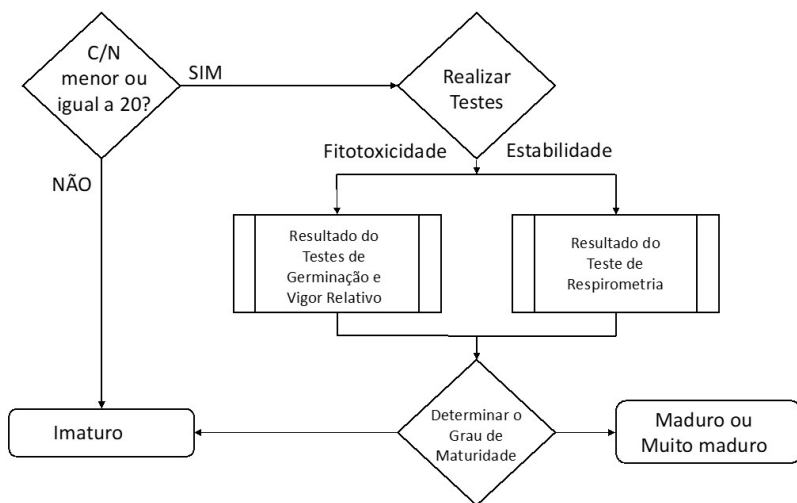 C/N
menor ou
igual a 20?
SIM
Realizar
Testes
Fitotoxicidade
Estabilidade
NÃO
Resultado do
Testes de
Germinação e
Vigor Relativo
Resultado do
Teste de
Respirometria
Imaturo
Determinar o
Grau de
Maturidade
Maduro ou
Muito maduro